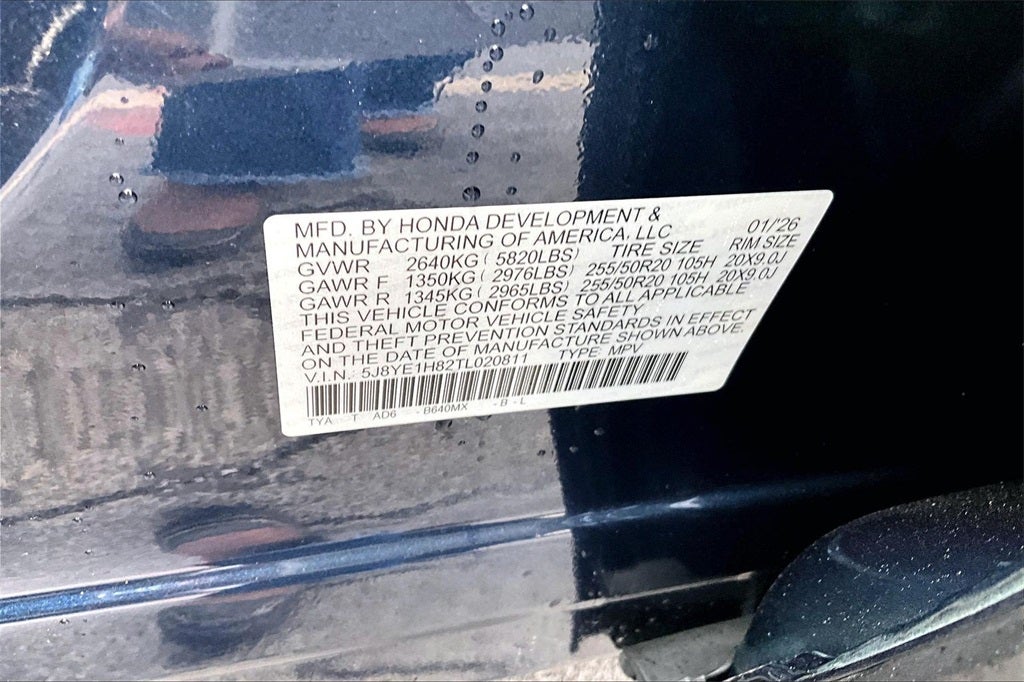 MFD. BY HONDA DEVELOPMENT &
MANUFACTURING OF AMERICA, LLC 01/'26
GVWR 2640KG ( 5820LBS) TIRE SIZE RIM SIZE
GAWR F 1350KG ( 2976LBS) 255/50R20 105H 20X9.0J
GAWR R 1345KG ( 2965LBS) 255/50R20 105H 20X9.0J
THIS VEHICLE CONFORMS TO ALL APPLICABLE
FEDERAL MOTOR VEHICLE SAFETY
AND THEFT PREVENTION STANDARDS IN EFFECT
ON THE DATE OF MANUFACTURE SHOWN ABOVE.
V.I.N.: 5J8YE1H82TL020811 TYPE: MPV
TYA T AD6 - B640MX - B - L